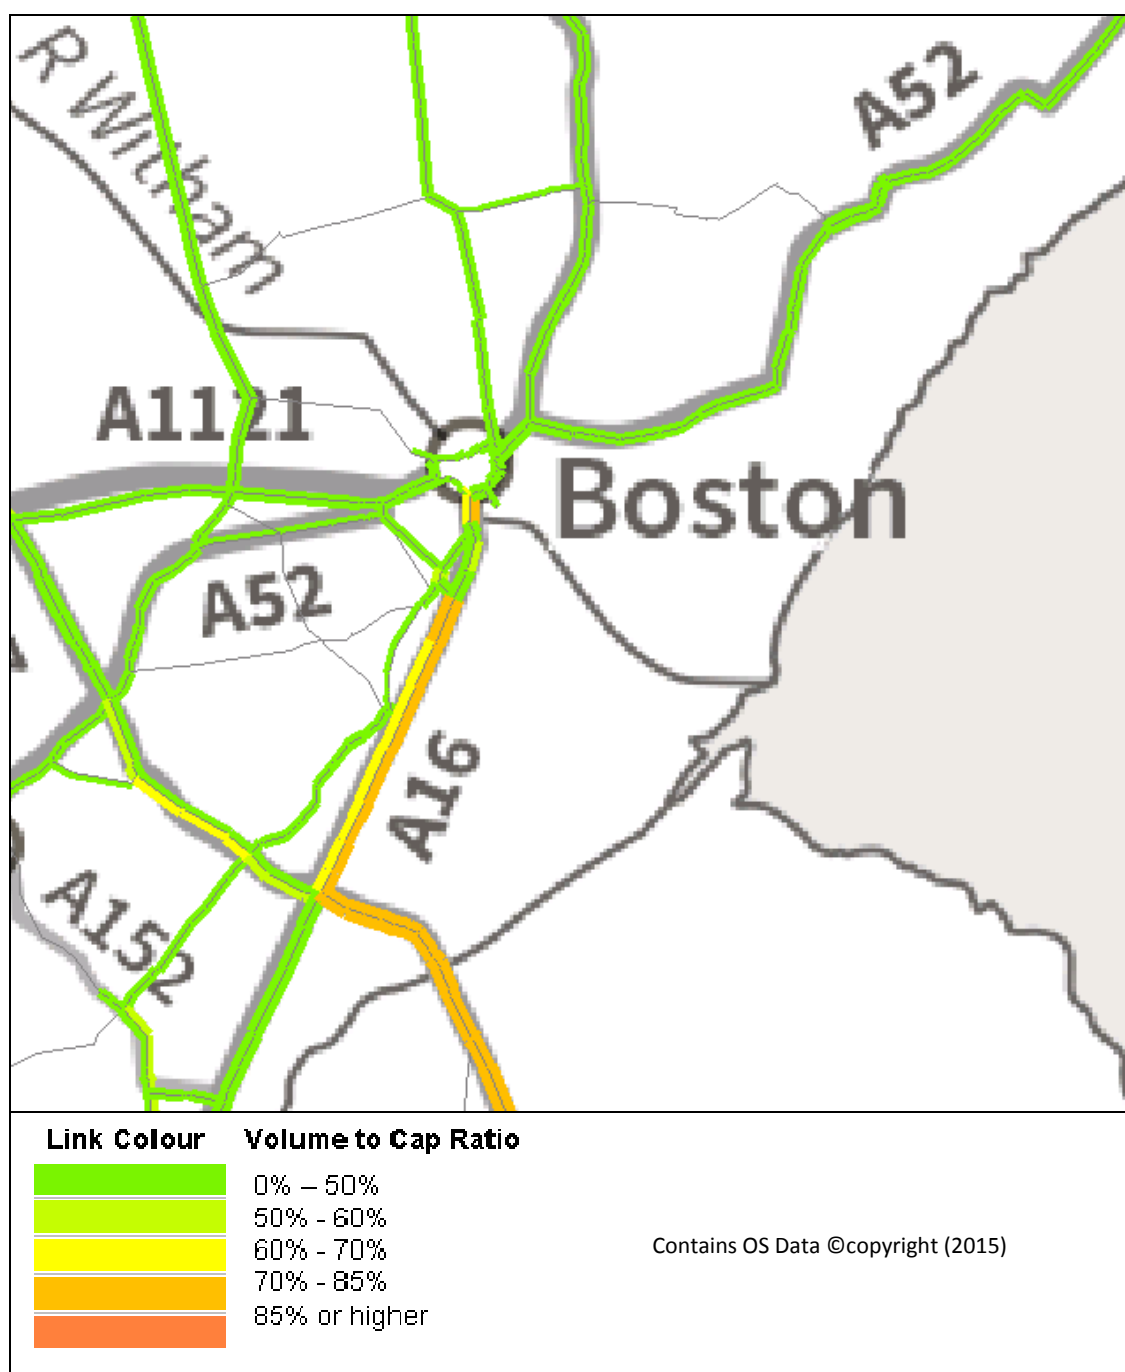 R Witham
A52
A1121
Boston
A52
A16
A152
Link Colour Volume to Cap Ratio
0% – 50%
50% - 60%
60% - 70%
70% - 85%
85% or higher
Contains OS Data ©copyright (2015)